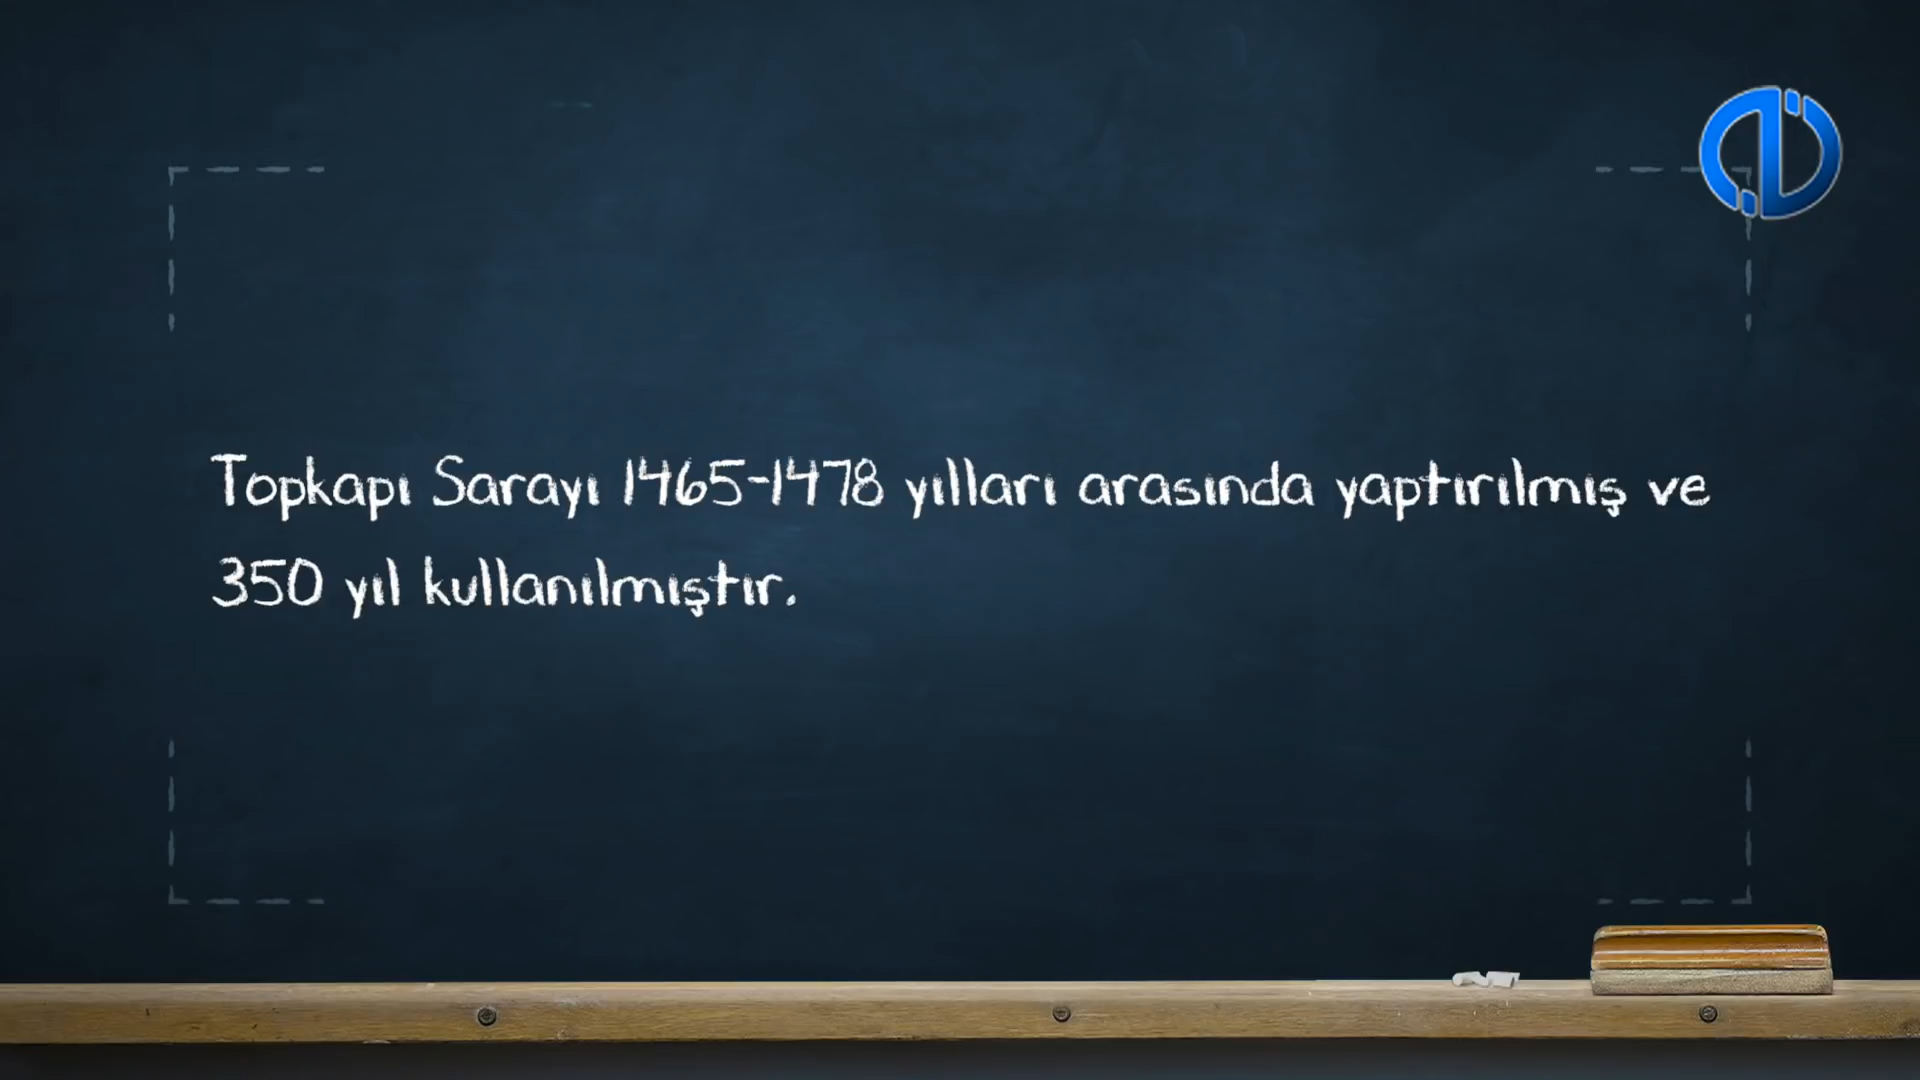 Topkapı Sarayı 1465-1478 yılları arasında yaptırılmış ve
350 yıl kullanılmıştır.